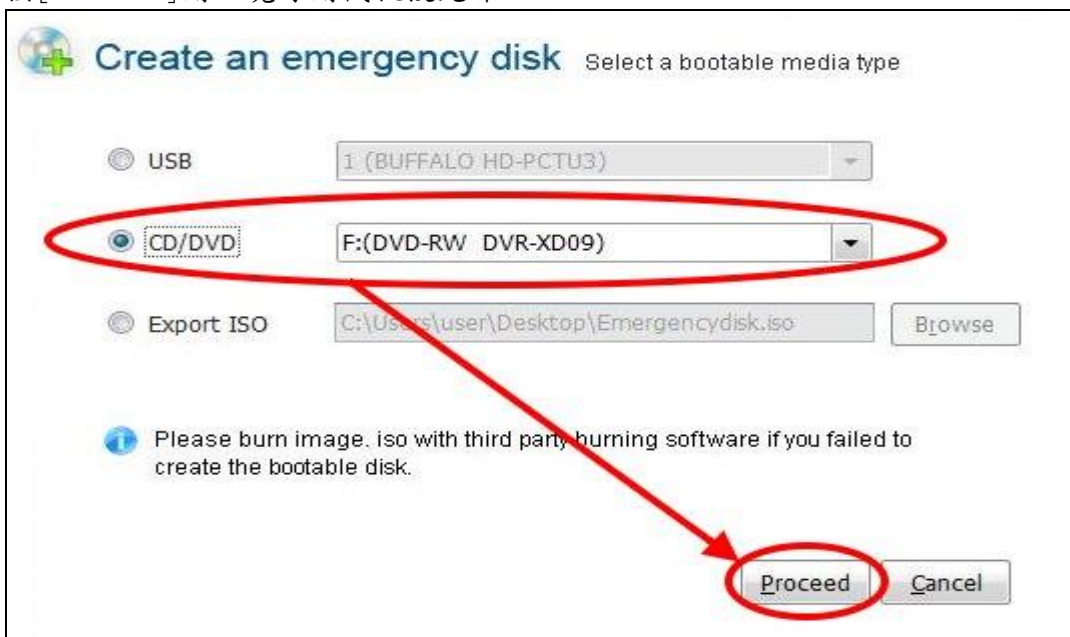 Create an emergency disk Select a bootable media type
USB 1 (BUFFALO HD-PCTU3)
CD/DVD F:(DVD-RW DVR-XD09)
Export ISO C:\Users\user\Desktop\Emergencydisk.iso Browse
Please burn image. iso with third party burning software if you failed to
create the bootable disk.
Proceed Cancel